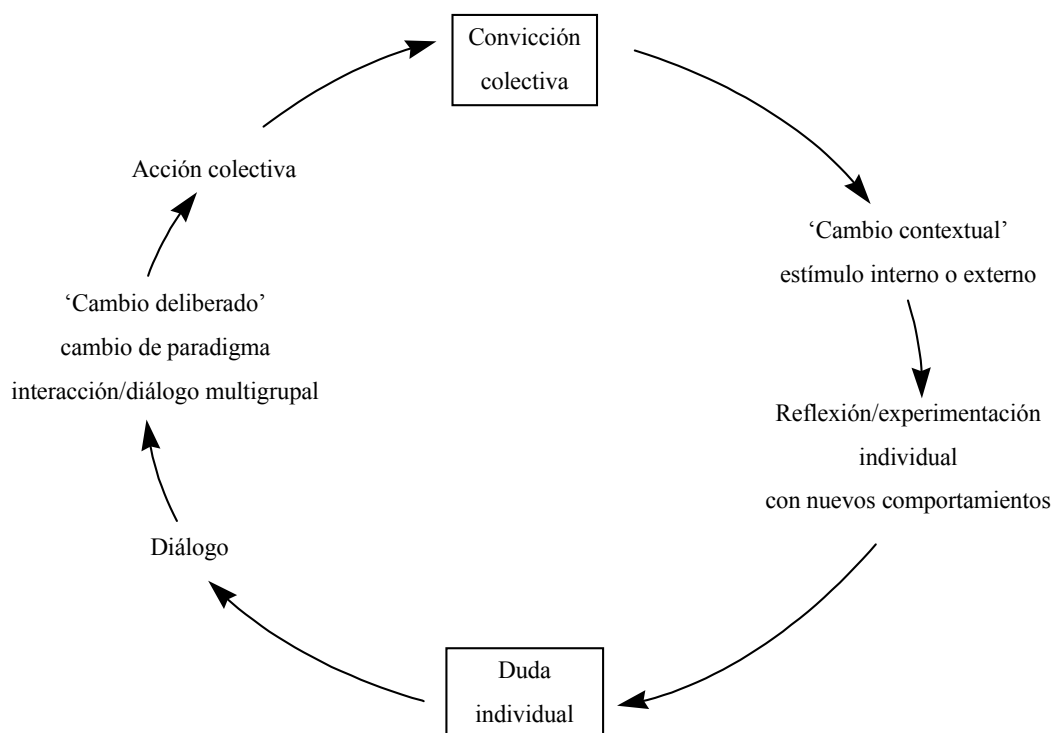 Convicción
colectiva
‘Cambio contextual’
estímulo interno o externo
Reflexión/experimentación
individual
con nuevos comportamientos
Duda
individual
Diálogo
‘Cambio deliberado’
cambio de paradigma
interacción/diálogo multigrupal
Acción colectiva